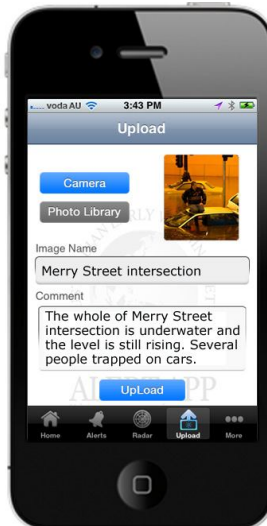 voda AU 3:43 PM
Upload
Camera
Photo Library
Image Name
Merry Street intersection
Comment
The whole of Merry Street
intersection is underwater and
the level is still rising. Several
people trapped on cars.
ALERT APP
UpLoad
Home Alerts Radar Upload More